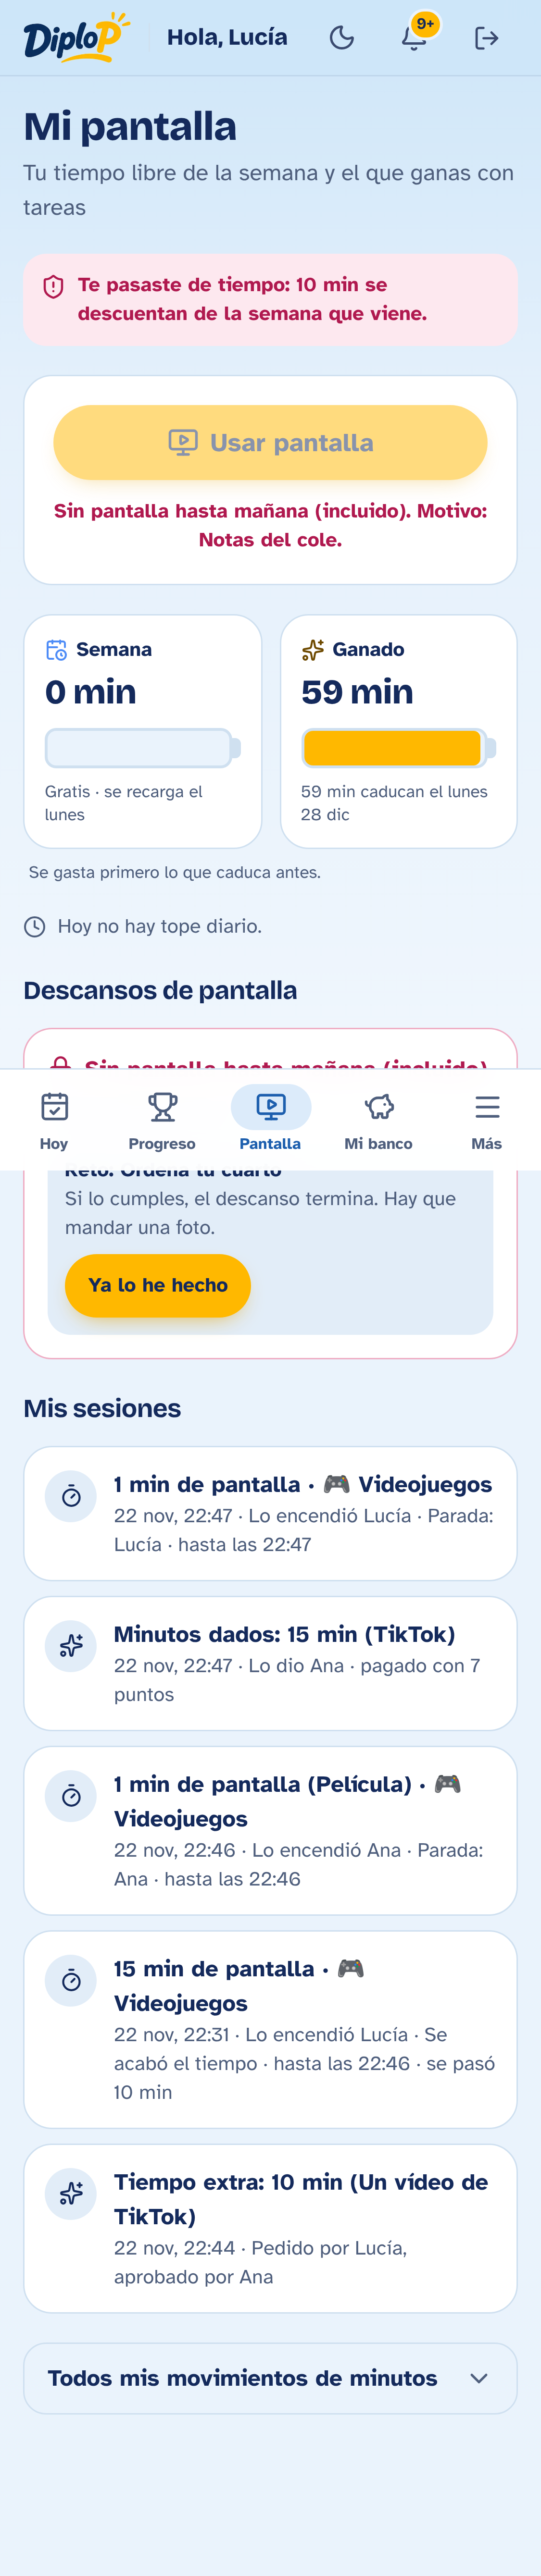 DiploP
Hola, Lucía
9+
Mi pantalla
Tu tiempo libre de la semana y el que ganas con
tareas
Te pasaste de tiempo: 10 min se
descuentan de la semana que viene.
Usar pantalla
Sin pantalla hasta mañana (incluido). Motivo:
Notas del cole.
Semana
0 min
Gratis · se recarga el
lunes
Ganado
59 min
59 min caducan el lunes
28 dic
Se gasta primero lo que caduca antes.
Hoy no hay tope diario.
Descansos de pantalla
Sin pantalla hasta mañana (incluido)
Hoy
Progreso
Pantalla
Mi banco
Más
Reto: Ordena tu cuarto
Si lo cumples, el descanso termina. Hay que
mandar una foto.
Ya lo he hecho
Mis sesiones
1 min de pantalla · 🎮 Videojuegos
22 nov, 22:47 · Lo encendió Lucía · Parada:
Lucía · hasta las 22:47
Minutos dados: 15 min (TikTok)
22 nov, 22:47 · Lo dio Ana · pagado con 7
puntos
1 min de pantalla (Película) · 🎮
Videojuegos
22 nov, 22:46 · Lo encendió Ana · Parada:
Ana · hasta las 22:46
15 min de pantalla · 🎮
Videojuegos
22 nov, 22:31 · Lo encendió Lucía · Se
acabó el tiempo · hasta las 22:46 · se pasó
10 min
Tiempo extra: 10 min (Un vídeo de
TikTok)
22 nov, 22:44 · Pedido por Lucía,
aprobado por Ana
Todos mis movimientos de minutos